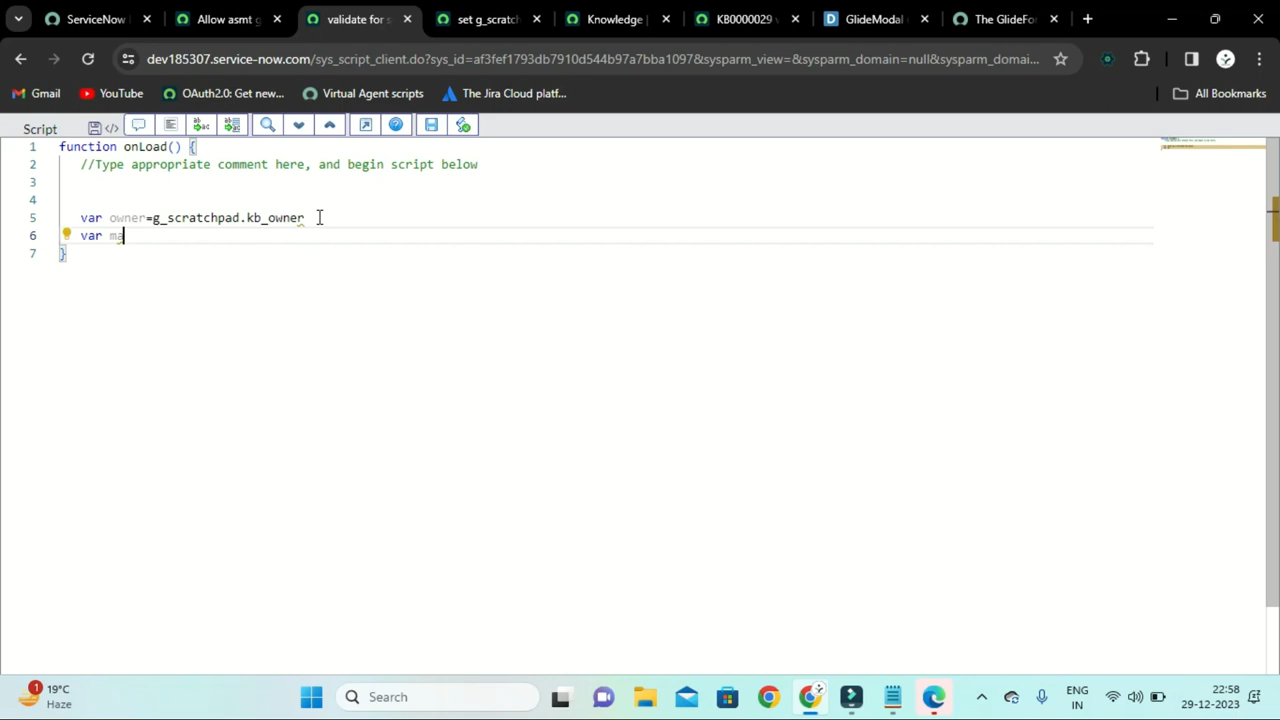 ServiceNow
Allow asmt g
validate for s
set g_scratch
Knowledge
KB0000029 v
GlideModal
The GlideFor
dev185307.service-now.com/sys_script_client.do?sys_id=af3fef1793db7910d544b97a7bba1097&sysparm_view=&sysparm_domain=null&sysparm_domai...
Gmail
YouTube
OAuth2.0: Get new...
Virtual Agent scripts
The Jira Cloud platf...
All Bookmarks
Script
1 function onLoad() {
2 //Type appropriate comment here, and begin script below
3
4
5 var owner=g_scratchpad.kb_owner
6 var ma
7 }
1
19°C
Haze
Search
ENG
IN
22:58
29-12-2023